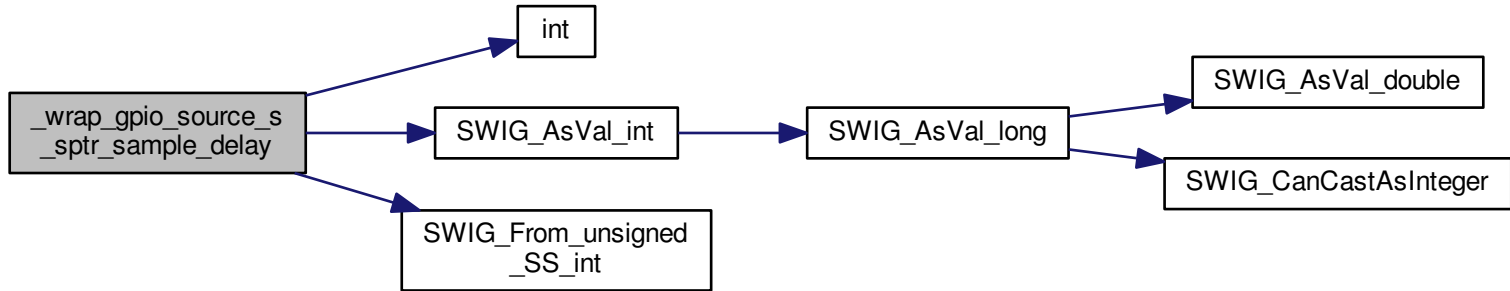 _wrap_gpio_source_s
_sptr_sample_delay
int
SWIG_AsVal_int
SWIG_From_unsigned
_SS_int
SWIG_AsVal_long
SWIG_AsVal_double
SWIG_CanCastAsInteger